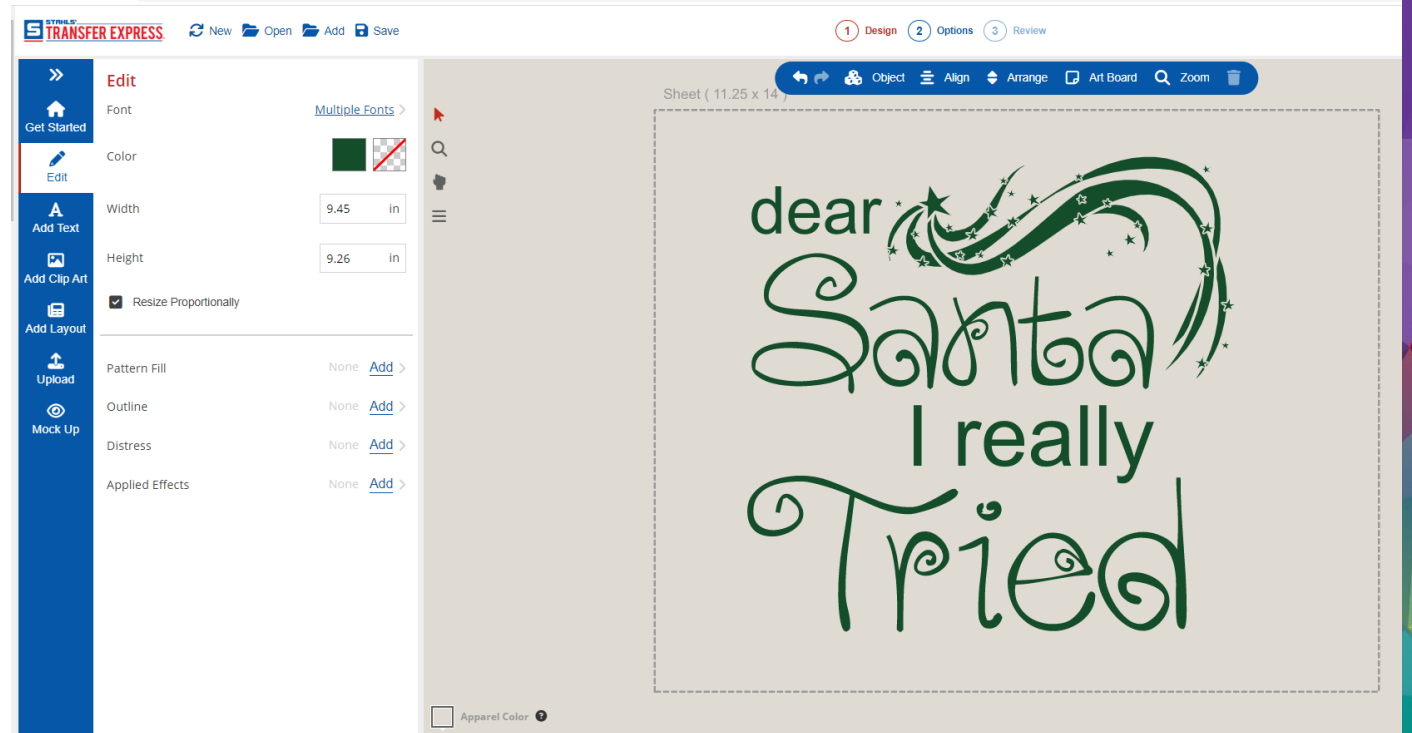 STAHLS'
TRANSFER EXPRESS.
New Open Add Save
1 Design 2 Options 3 Review
Object Align Arrange Art Board Zoom
Get Started
Edit
Add Text
Add Clip Art
Add Layout
Upload
Mock Up
Edit
Font Multiple Fonts
Color
Width 9.45 in
Height 9.26 in
Resize Proportionally
Pattern Fill None Add
Outline None Add
Distress None Add
Applied Effects None Add
Sheet ( 11.25 x 14 )
dear
Santa
I really
Tried
Apparel Color ?